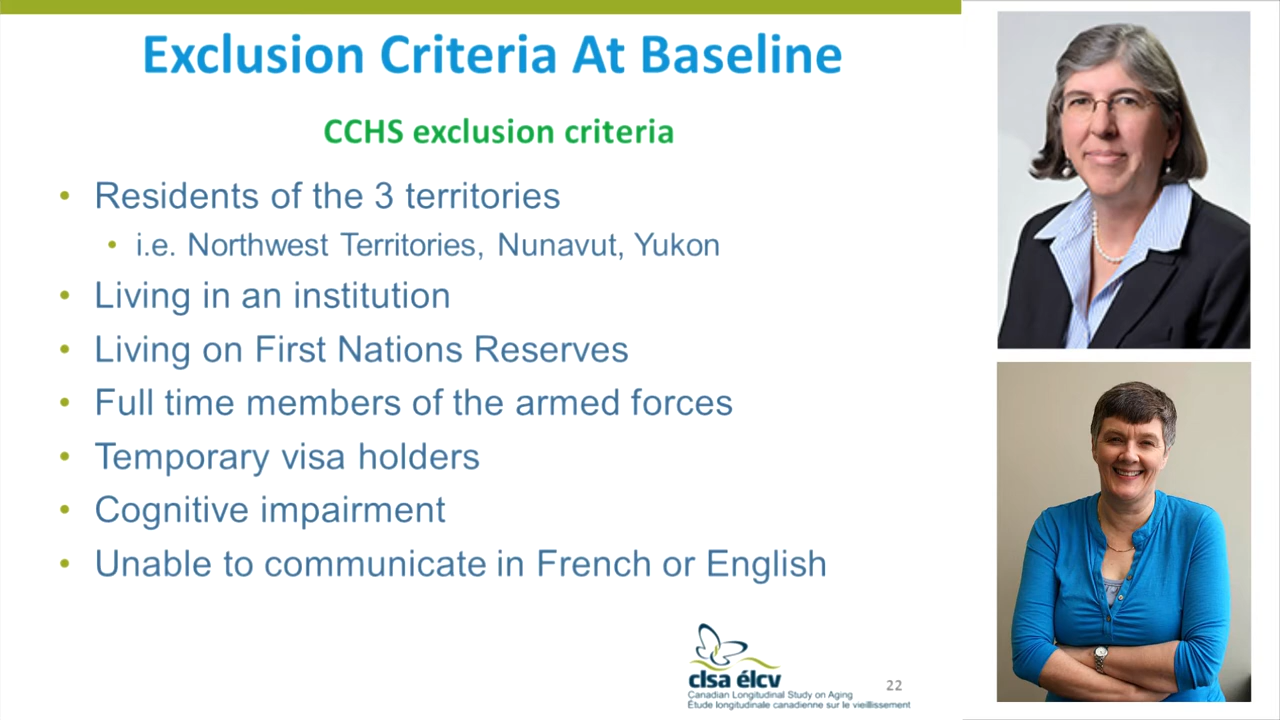 Exclusion Criteria At Baseline
CCHS exclusion criteria
• Residents of the 3 territories
• i.e. Northwest Territories, Nunavut, Yukon
• Living in an institution
• Living on First Nations Reserves
• Full time members of the armed forces
• Temporary visa holders
• Cognitive impairment
• Unable to communicate in French or English
clsa élcv
Canadian Longitudinal Study on Aging
Étude longitudinale canadienne sur le vieillissement
22